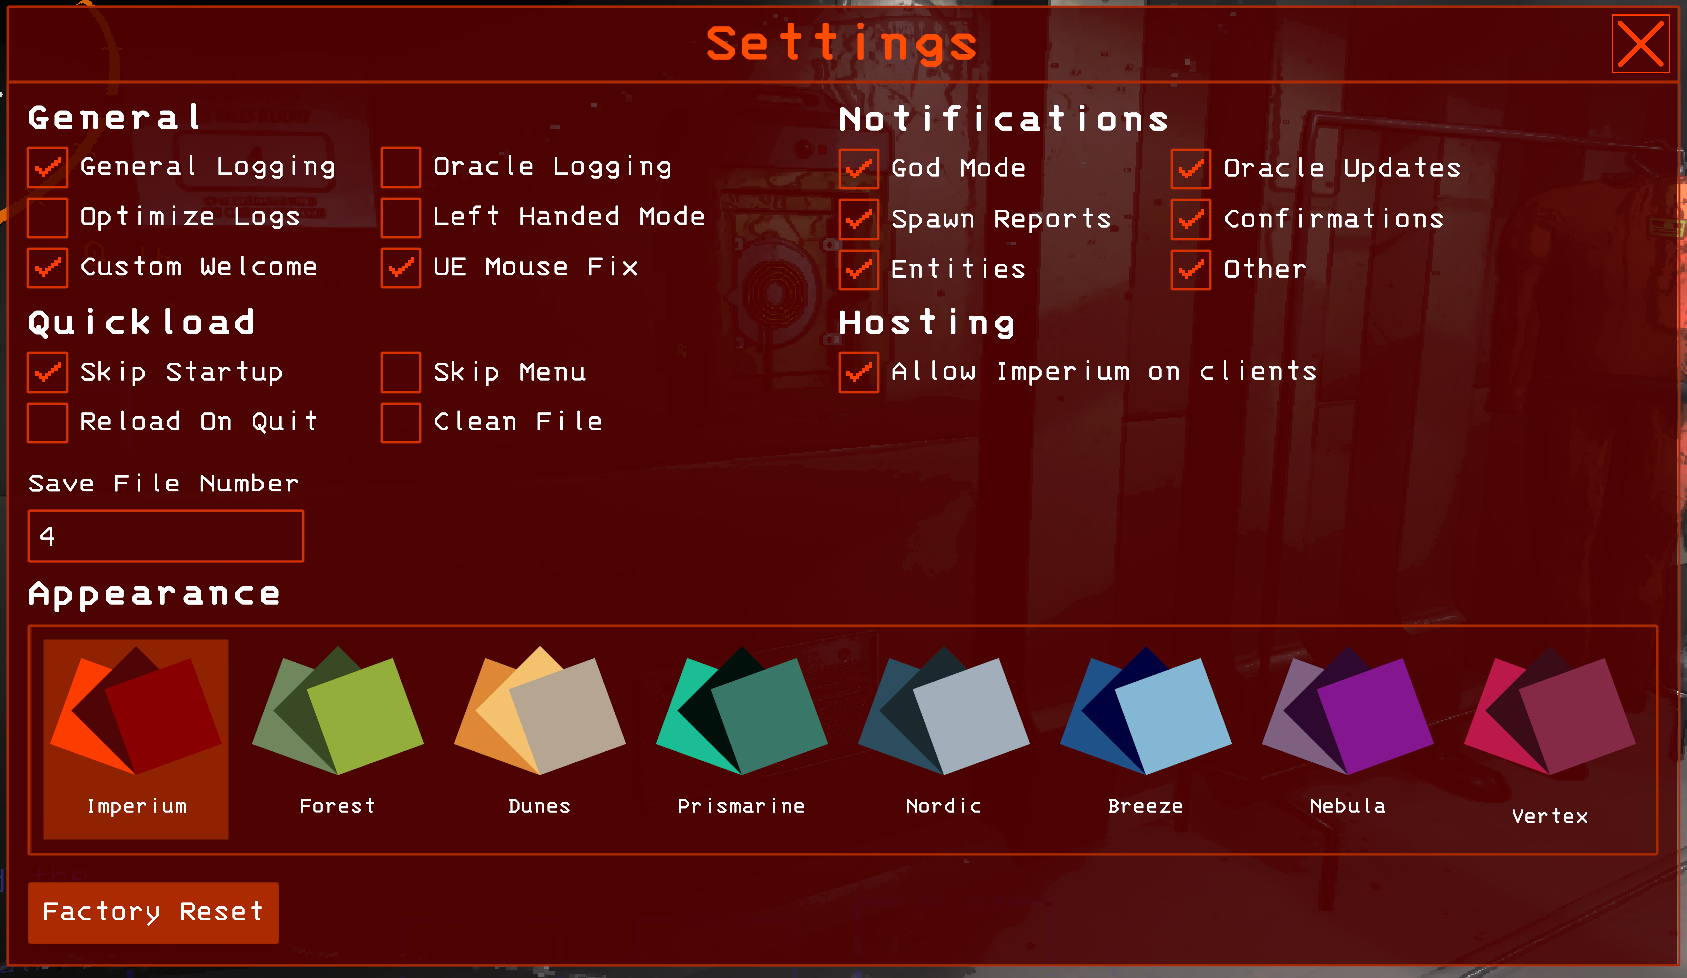 Settings
General
General Logging
Oracle Logging
Optimize Logs
Left Handed Mode
Custom Welcome
UE Mouse Fix
Quickload
Skip Startup
Skip Menu
Reload On Quit
Clean File
Save File Number
4
Notifications
God Mode
Oracle Updates
Spawn Reports
Confirmations
Entities
Other
Hosting
Allow Imperium on clients
Appearance
Imperium
Forest
Dunes
Prismarine
Nordic
Breeze
Nebula
Vertex
Factory Reset